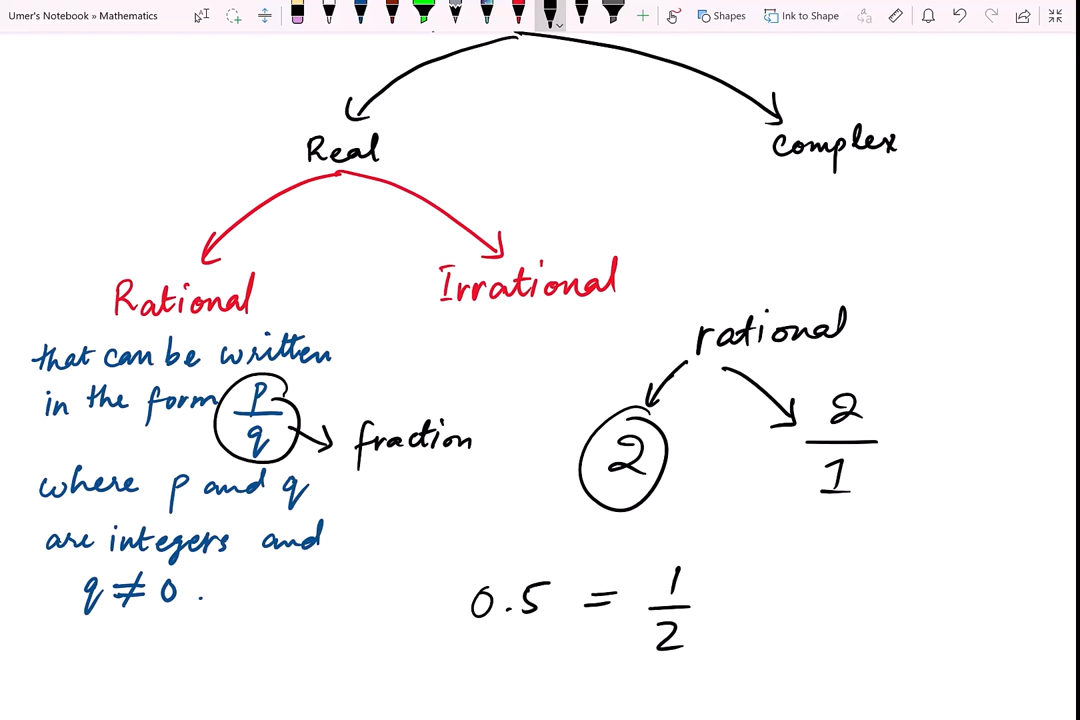 Umer's Notebook » Mathematics
Shapes
Ink to Shape
Real
Complex
Rational
Irrational
that can be written
in the form p/q
fraction
where p and q
are integers and
q ≠ 0 .
rational
2
2/1
0.5 = 1/2